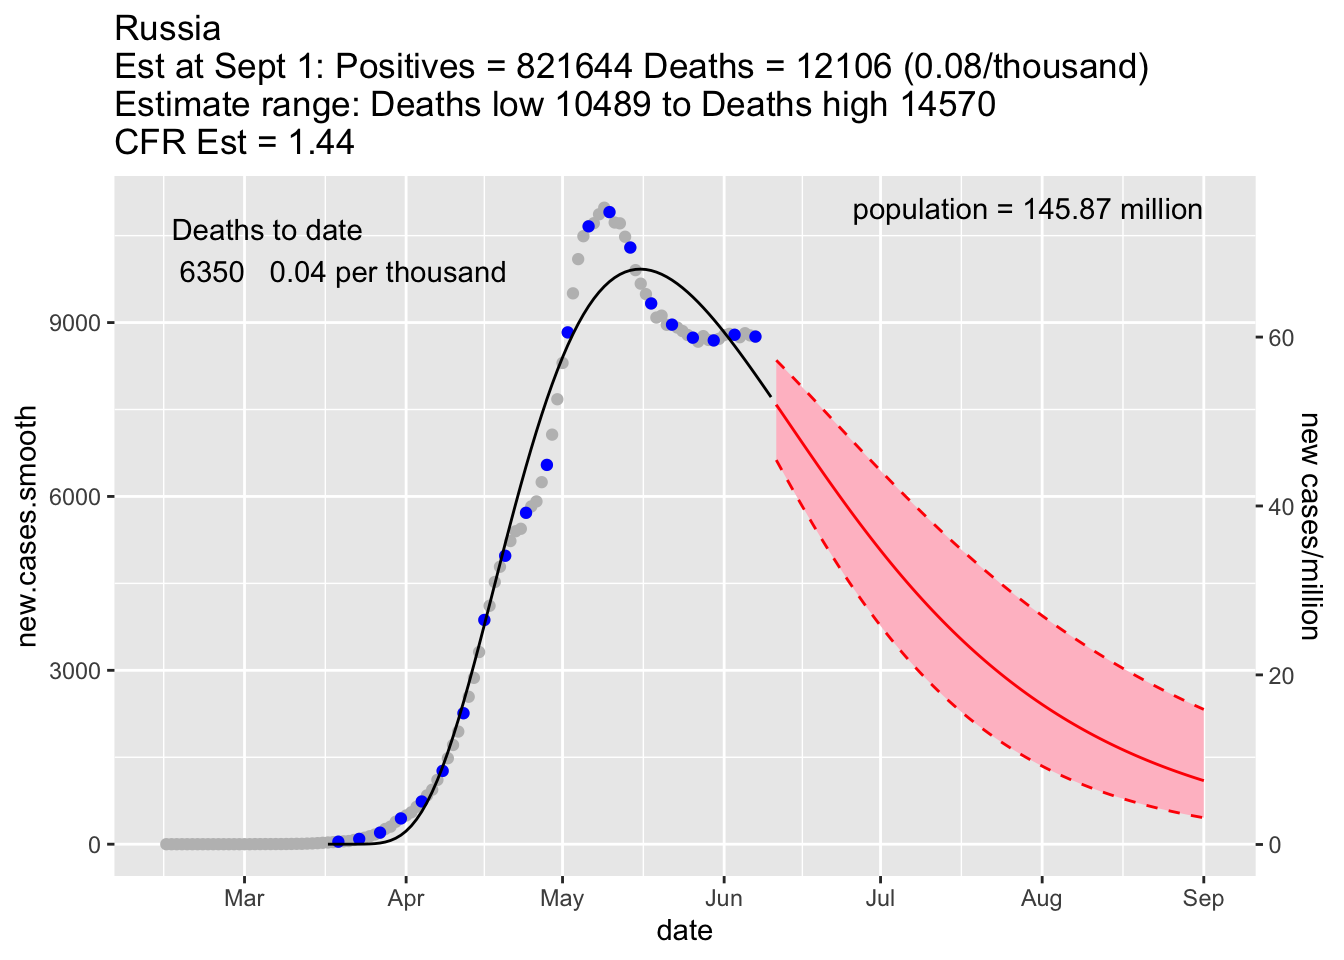 Russia
Est at Sept 1: Positives = 821644 Deaths = 12106 (0.08/thousand)
Estimate range: Deaths low 10489 to Deaths high 14570
CFR Est = 1.44
population = 145.87 million
Deaths to date
6350 0.04 per thousand
new.cases.smooth
9000
6000
3000
0
60
40
20
0
new cases/million
Mar Apr May Jun Jul Aug Sep
date